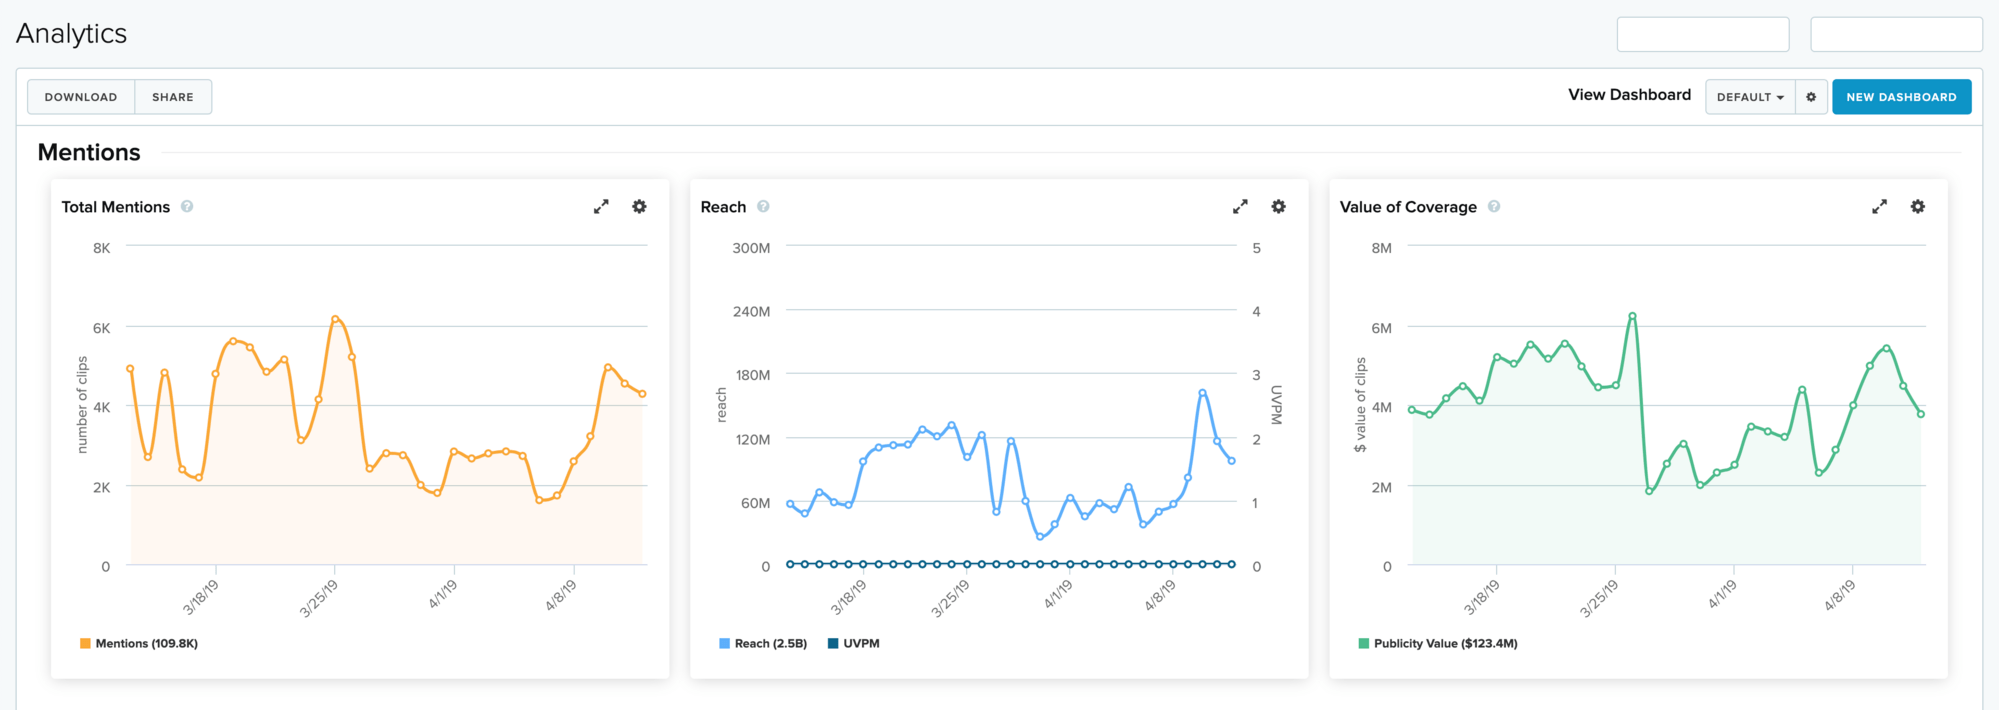 Analytics
DOWNLOAD SHARE View Dashboard DEFAULT NEW DASHBOARD
Mentions
Total Mentions ?
8K
6K
4K
2K
0
number of clips
3/18/19 3/25/19 4/1/19 4/8/19
Mentions (109.8K)
Reach ?
300M
240M
180M
120M
60M
0
reach
5
4
3
2
1
0
UVPM
3/18/19 3/25/19 4/1/19 4/8/19
Reach (2.5B) UVPM
Value of Coverage ?
8M
6M
4M
2M
0
$ value of clips
3/18/19 3/25/19 4/1/19 4/8/19
Publicity Value ($123.4M)